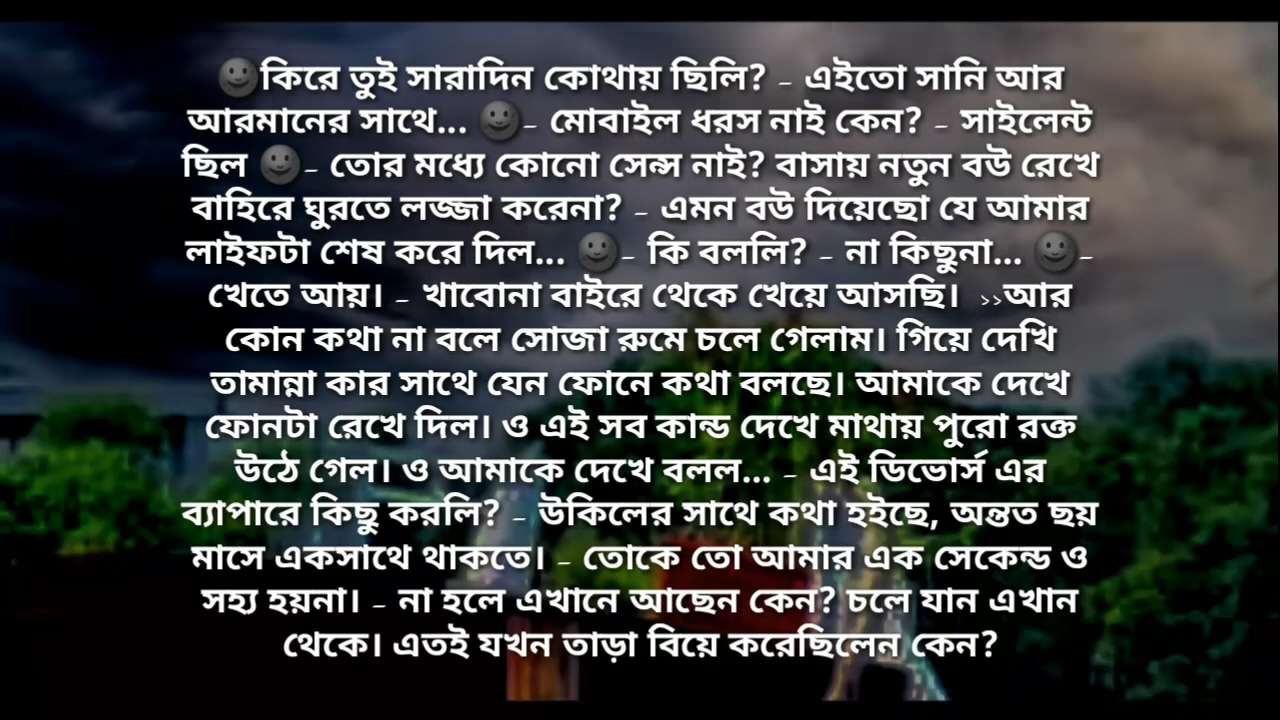 🌚কিরে তুই সারাদিন কোথায় ছিলি? - এইতো সানি আর
আরমানের সাথে... 🌚- মোবাইল ধরস নাই কেন? - সাইলেন্ট
ছিল 🌚- তোর মধ্যে কোনো সেন্স নাই? বাসায় নতুন বউ রেখে
বাহিরে ঘুরতে লজ্জা করেনা? - এমন বউ দিয়েছো যে আমার
লাইফটা শেষ করে দিল... 🌚- কি বললি? - না কিছুনা... 🌚-
খেতে আয়। - খাবোনা বাইরে থেকে খেয়ে আসছি। >>আর
কোন কথা না বলে সোজা রুমে চলে গেলাম। গিয়ে দেখি
তামান্না কার সাথে যেন ফোনে কথা বলছে। আমাকে দেখে
ফোনটা রেখে দিল। ও এই সব কান্ড দেখে মাথায় পুরো রক্ত
উঠে গেল। ও আমাকে দেখে বলল... - এই ডিভোর্স এর
ব্যাপারে কিছু করলি? - উকিলের সাথে কথা হইছে, অন্তত ছয়
মাসে একসাথে থাকতে। - তোকে তো আমার এক সেকেন্ড ও
সহ্য হয়না। - না হলে এখানে আছেন কেন? চলে যান এখান
থেকে। এতই যখন তাড়া বিয়ে করেছিলেন কেন?